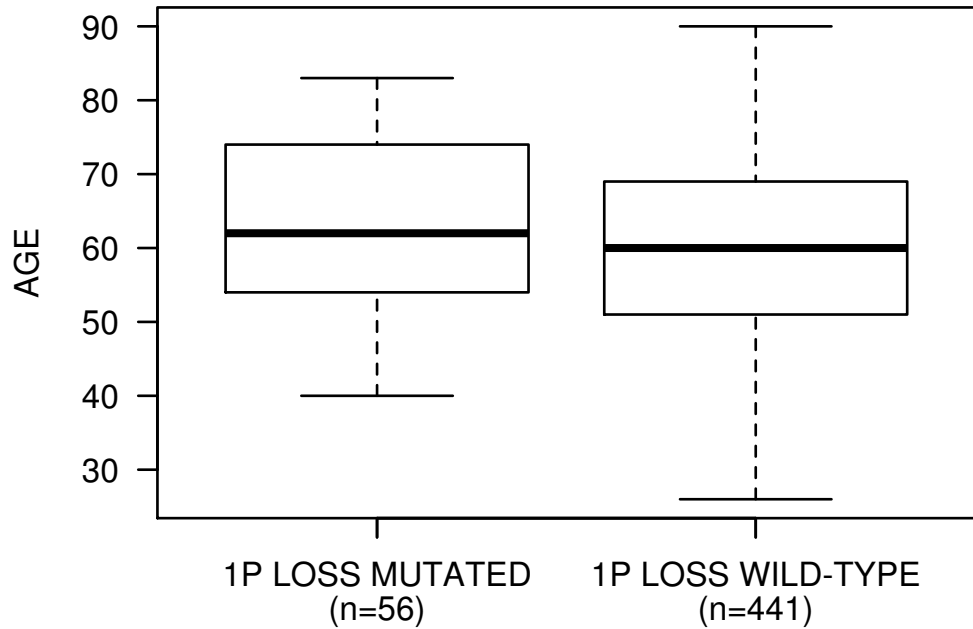 90
80
70
60
50
40
30
AGE
1P LOSS MUTATED
(n=56)
1P LOSS WILD-TYPE
(n=441)